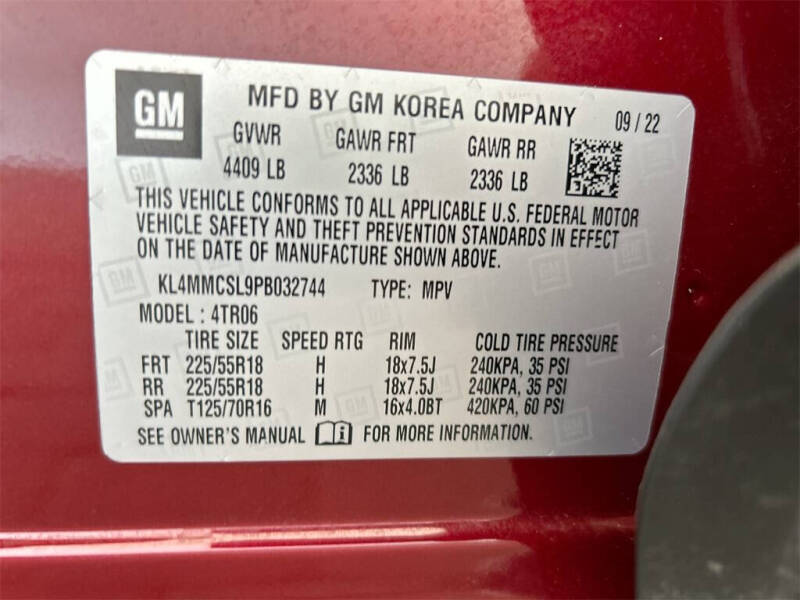 GM MFD BY GM KOREA COMPANY 09 / 22
GVWR GAWR FRT GAWR RR
4409 LB 2336 LB 2336 LB
THIS VEHICLE CONFORMS TO ALL APPLICABLE U.S. FEDERAL MOTOR
VEHICLE SAFETY AND THEFT PREVENTION STANDARDS IN EFFECT
ON THE DATE OF MANUFACTURE SHOWN ABOVE.
KL4MMCSL9PB032744 TYPE: MPV
MODEL : 4TR06
TIRE SIZE SPEED RTG RIM COLD TIRE PRESSURE
FRT 225/55R18 H 18x7.5J 240KPA, 35 PSI
RR 225/55R18 H 18x7.5J 240KPA, 35 PSI
SPA T125/70R16 M 16x4.0BT 420KPA, 60 PSI
SEE OWNER'S MANUAL FOR MORE INFORMATION.